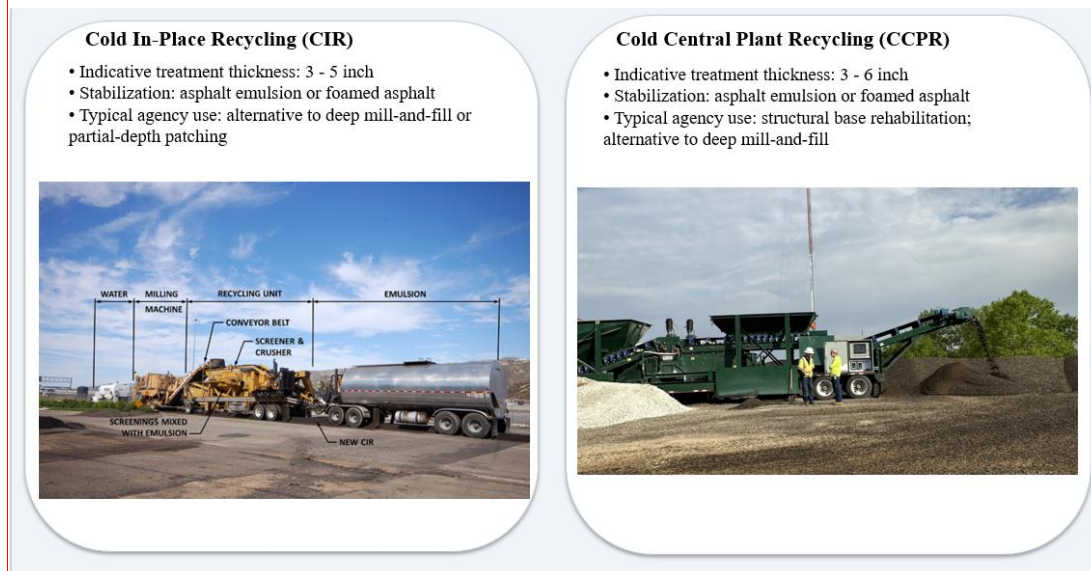 Cold In-Place Recycling (CIR)
• Indicative treatment thickness: 3 - 5 inch
• Stabilization: asphalt emulsion or foamed asphalt
• Typical agency use: alternative to deep mill-and-fill or
partial-depth patching
WATER
MILLING
MACHINE
RECYCLING UNIT
EMULSION
CONVEYOR BELT
SCREENER &
CRUSHER
SCREENINGS MIXED
WITH EMULSION
NEW CIR
Cold Central Plant Recycling (CCPR)
• Indicative treatment thickness: 3 - 6 inch
• Stabilization: asphalt emulsion or foamed asphalt
• Typical agency use: structural base rehabilitation;
alternative to deep mill-and-fill